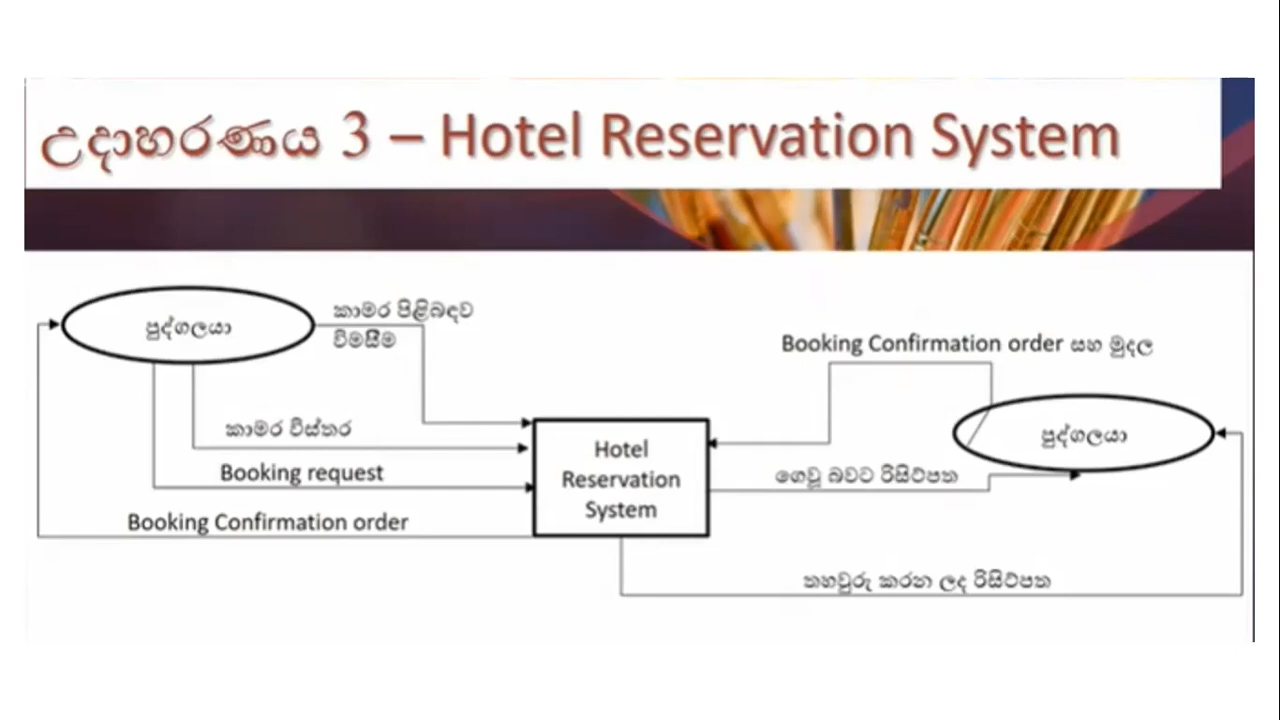 උදාහරණය 3 – Hotel Reservation System
පුද්ගලයා
කාමර පිළිබඳව
විමසීම
කාමර විස්තර
Booking request
Booking Confirmation order
Hotel
Reservation
System
Booking Confirmation order සහ මුදල
පුද්ගලයා
ගෙවූ බවට රිසිට්පත
තහවුරු කරන ලද රිසිට්පත